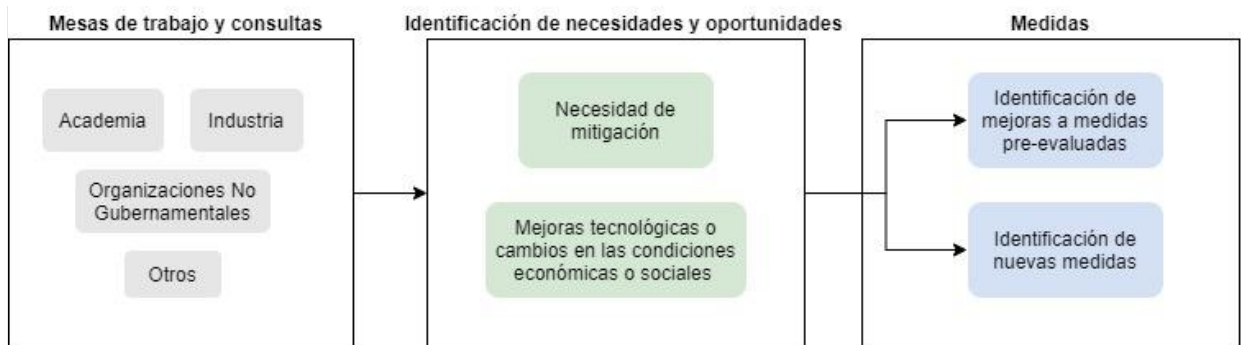 Mesas de trabajo y consultas
Academia
Industria
Organizaciones No
Gubernamentales
Otros
Identificación de necesidades y oportunidades
Necesidad de
mitigación
Mejoras tecnológicas o
cambios en las condiciones
económicas o sociales
Medidas
Identificación de
mejoras a medidas
pre-evaluadas
Identificación de
nuevas medidas